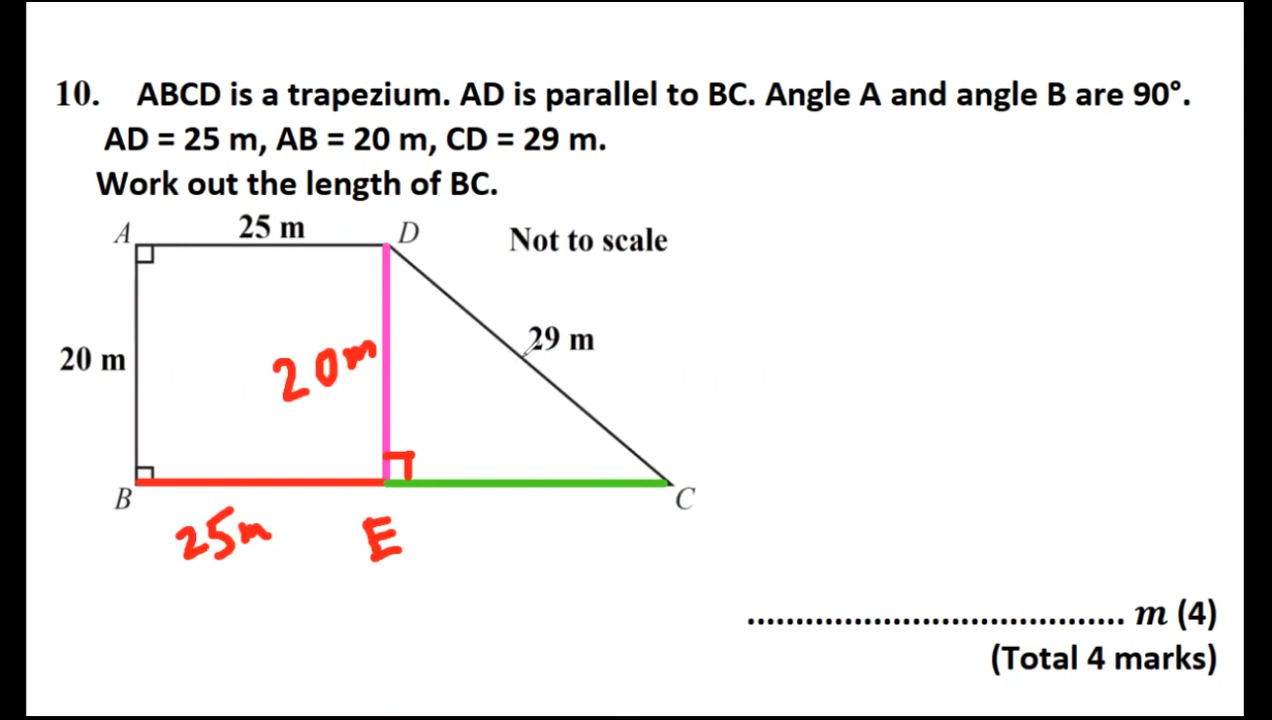 10. ABCD is a trapezium. AD is parallel to BC. Angle A and angle B are 90°.
AD = 25 m, AB = 20 m, CD = 29 m.
Work out the length of BC.
A 25 m D Not to scale
29 m
20 m 20m
B C
25m E
..................................... m (4)
(Total 4 marks)